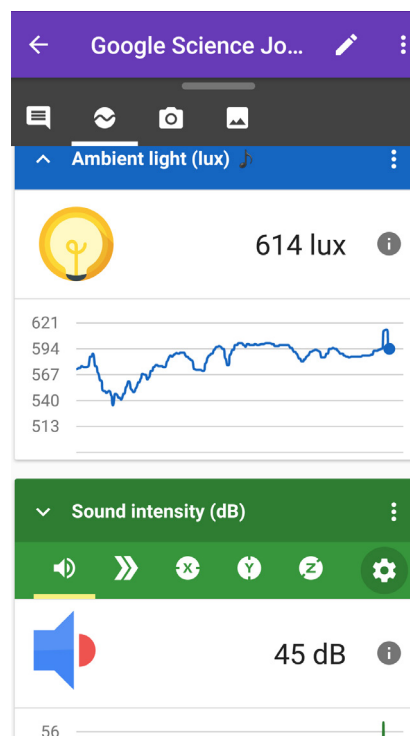 Google Science Jo...
Ambient light (lux)
614 lux
621
594
567
540
513
Sound intensity (dB)
X
Y
Z
45 dB
56